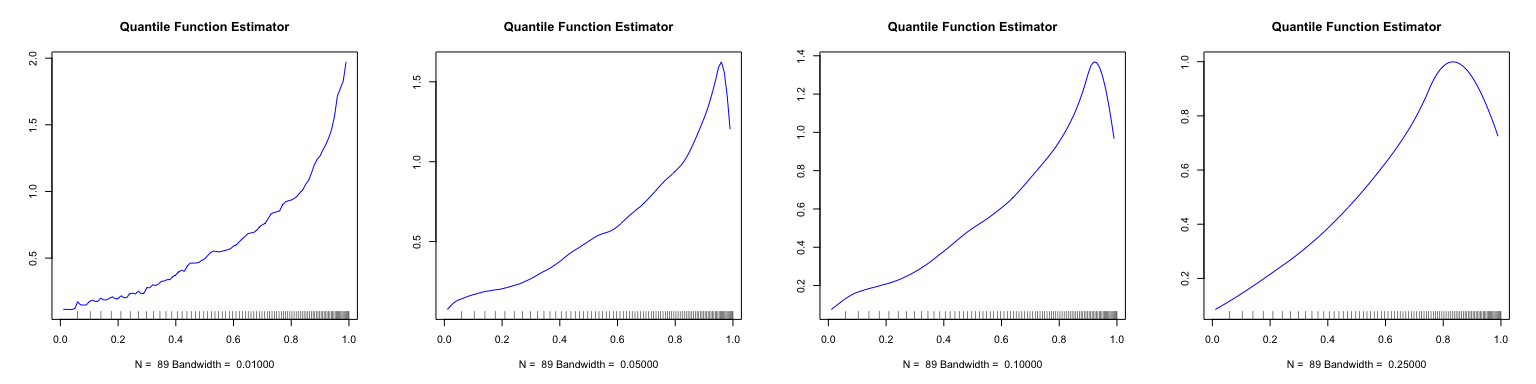 Quantile Function Estimator
2.0
1.5
1.0
0.5
0.0 0.2 0.4 0.6 0.8 1.0
N =  89 Bandwidth =  0.01000
Quantile Function Estimator
1.5
1.0
0.5
0.0 0.2 0.4 0.6 0.8 1.0
N =  89 Bandwidth =  0.05000
Quantile Function Estimator
1.4
1.2
1.0
0.8
0.6
0.4
0.2
0.0 0.2 0.4 0.6 0.8 1.0
N =  89 Bandwidth =  0.10000
Quantile Function Estimator
1.0
0.8
0.6
0.4
0.2
0.0 0.2 0.4 0.6 0.8 1.0
N =  89 Bandwidth =  0.25000